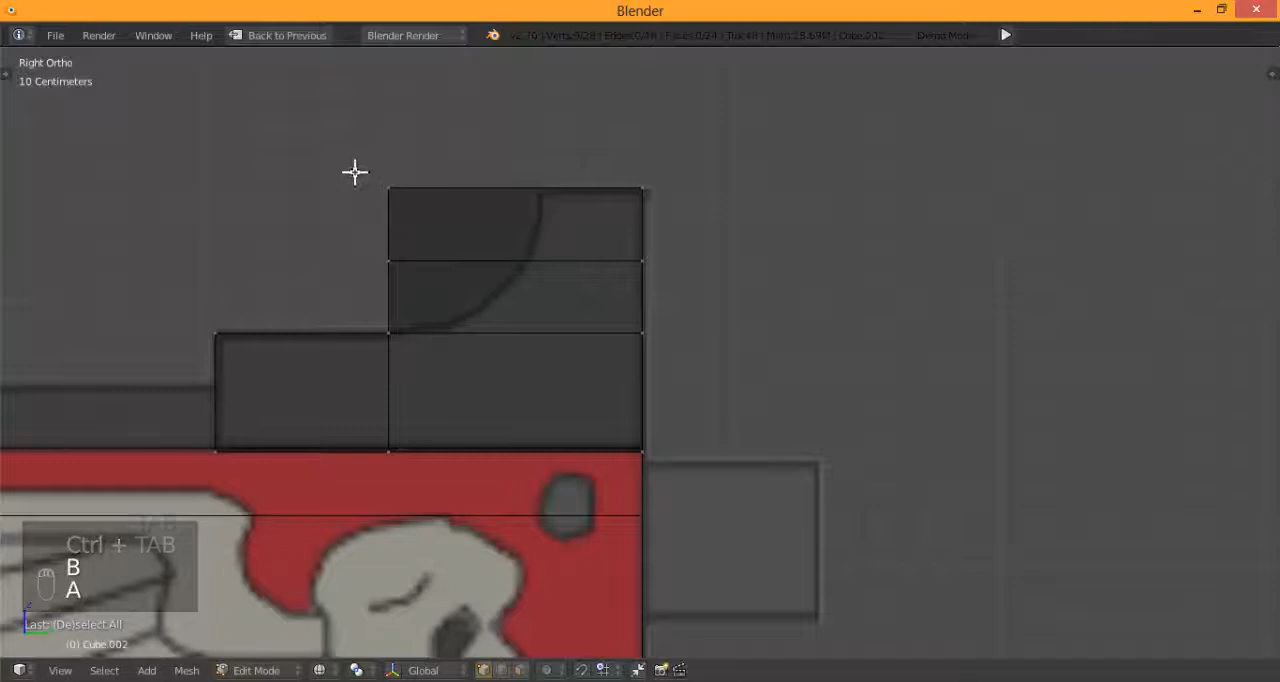 Blender
File Render Window Help Back to Previous Blender Render
Right Ortho
10 Centimeters
Ctrl + TAB
B
A
Last: (De)select All
(0) Cube.002
View Select Add Mesh Edit Mode Global